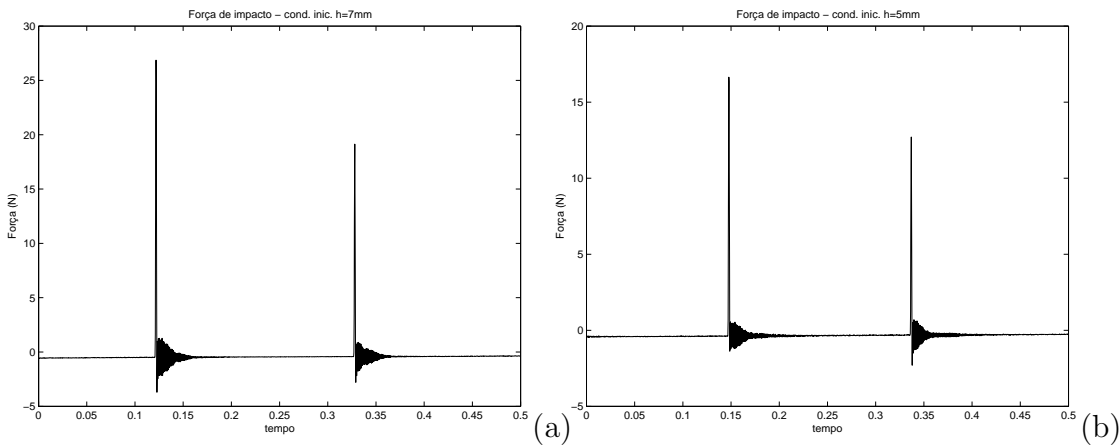 Força de impacto – cond. inic. h=7mm
30
25
20
15
10
5
0
−5
Força (N)
0 0.05 0.1 0.15 0.2 0.25 0.3 0.35 0.4 0.45 0.5
tempo
(a)
Força de impacto – cond. inic. h=5mm
20
15
10
5
0
−5
Força (N)
0 0.05 0.1 0.15 0.2 0.25 0.3 0.35 0.4 0.45 0.5
tempo
(b)